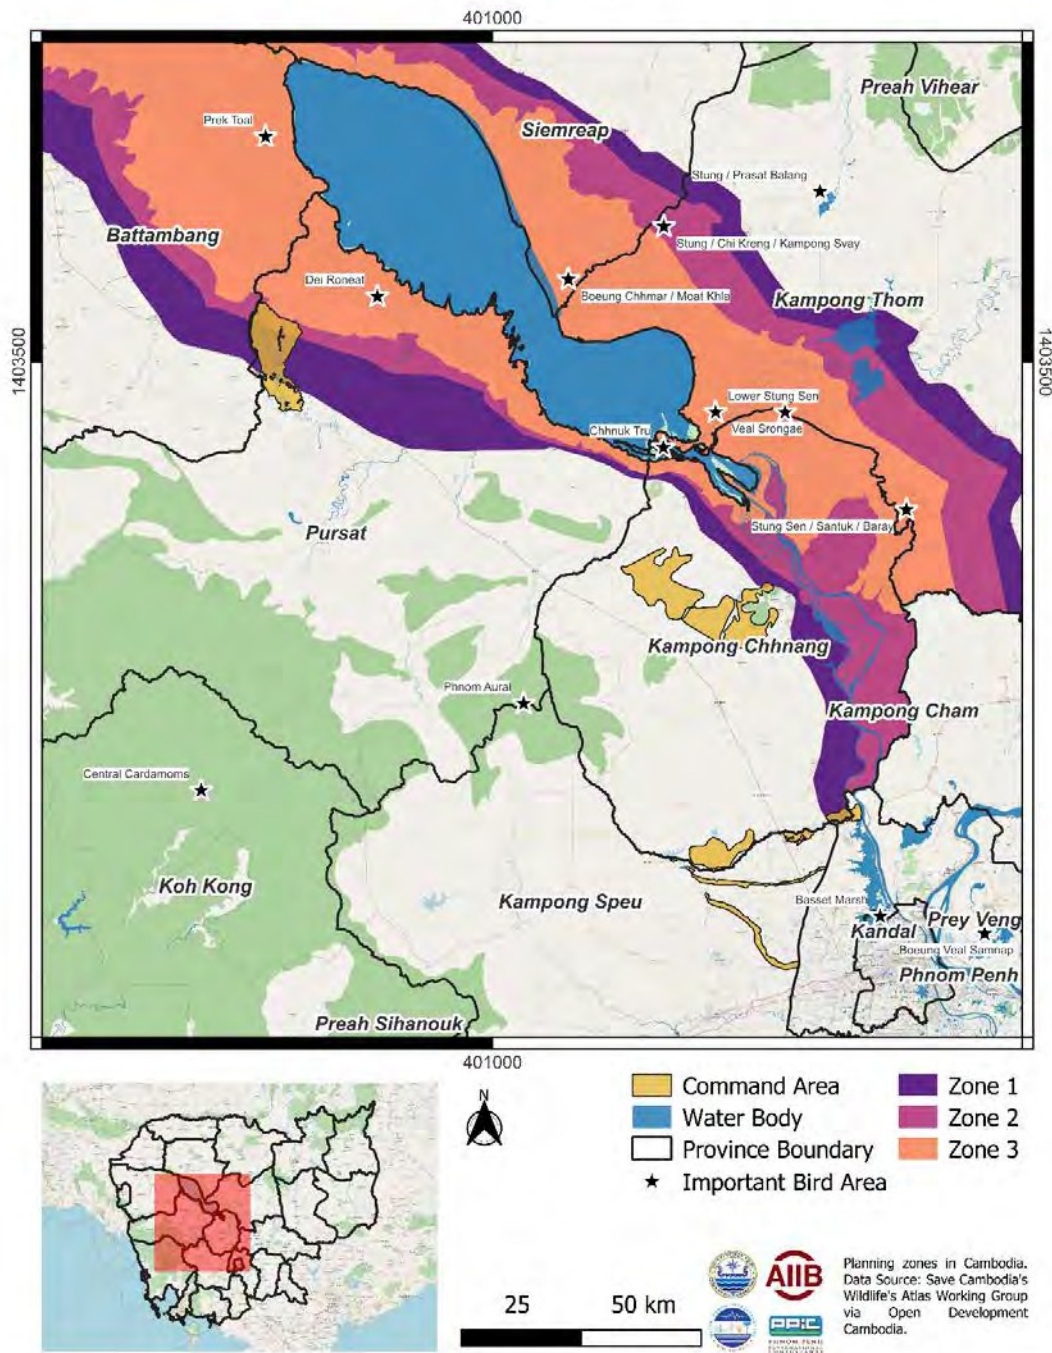 401000
Preah Vihear
Siemreap
Prek Toal
Stung / Prasat Balang
Battambang
Stung / Chi Kreng / Kampong Svay
Dei Roneat
Boeung Chhmar / Moat Khla
Kampong Thom
1403500
1403500
Lower Stung Sen
Chhnuk Tru
Veal Srongae
Pursat
Stung Sen / Santuk / Baray
Kampong Chhnang
Phnom Aural
Kampong Cham
Central Cardamoms
Koh Kong
Kampong Speu
Basset Marsh
Prey Veng
Kandal
Boeung Veal Samnap
Phnom Penh
Preah Sihanouk
401000
N
Command Area
Zone 1
Water Body
Zone 2
Province Boundary
Zone 3
Important Bird Area
25
50 km
AIIB
PPIC
Planning zones in Cambodia.
Data Source: Save Cambodia's
Wildlife's Atlas Working Group
via Open Development
Cambodia.